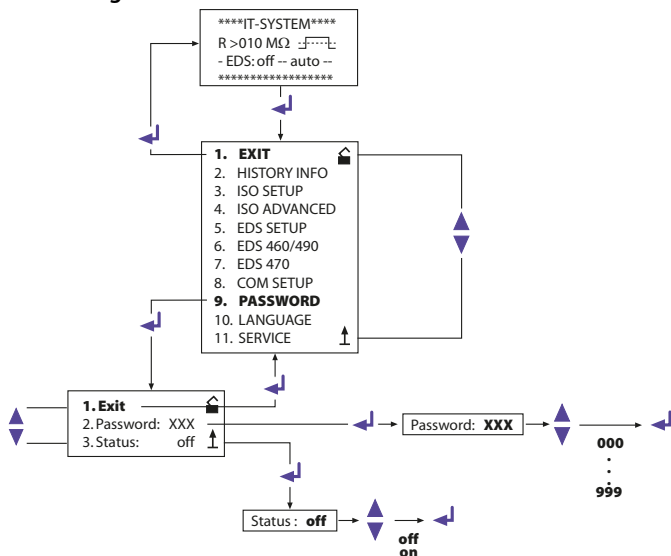 ****IT-SYSTEM****
R >010 MΩ
- EDS: off -- auto --
******************
1. EXIT
2. HISTORY INFO
3. ISO SETUP
4. ISO ADVANCED
5. EDS SETUP
6. EDS 460/490
7. EDS 470
8. COM SETUP
9. PASSWORD
10. LANGUAGE
11. SERVICE
1. Exit
2. Password: XXX
3. Status: off
Password: XXX
000
.
.
.
999
Status : off
off
on